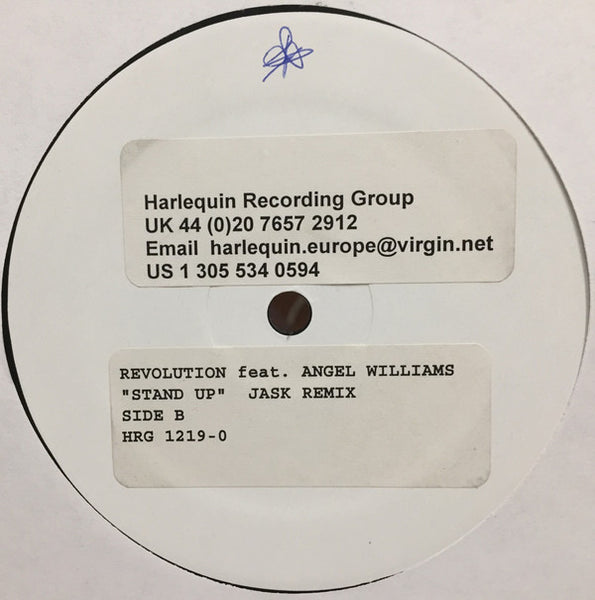 Harlequin Recording Group
UK 44 (0)20 7657 2912
Email harlequin.europe@virgin.net
US 1 305 534 0594
REVOLUTION feat. ANGEL WILLIAMS
"STAND UP" JASK REMIX
SIDE B
HRG 1219-0